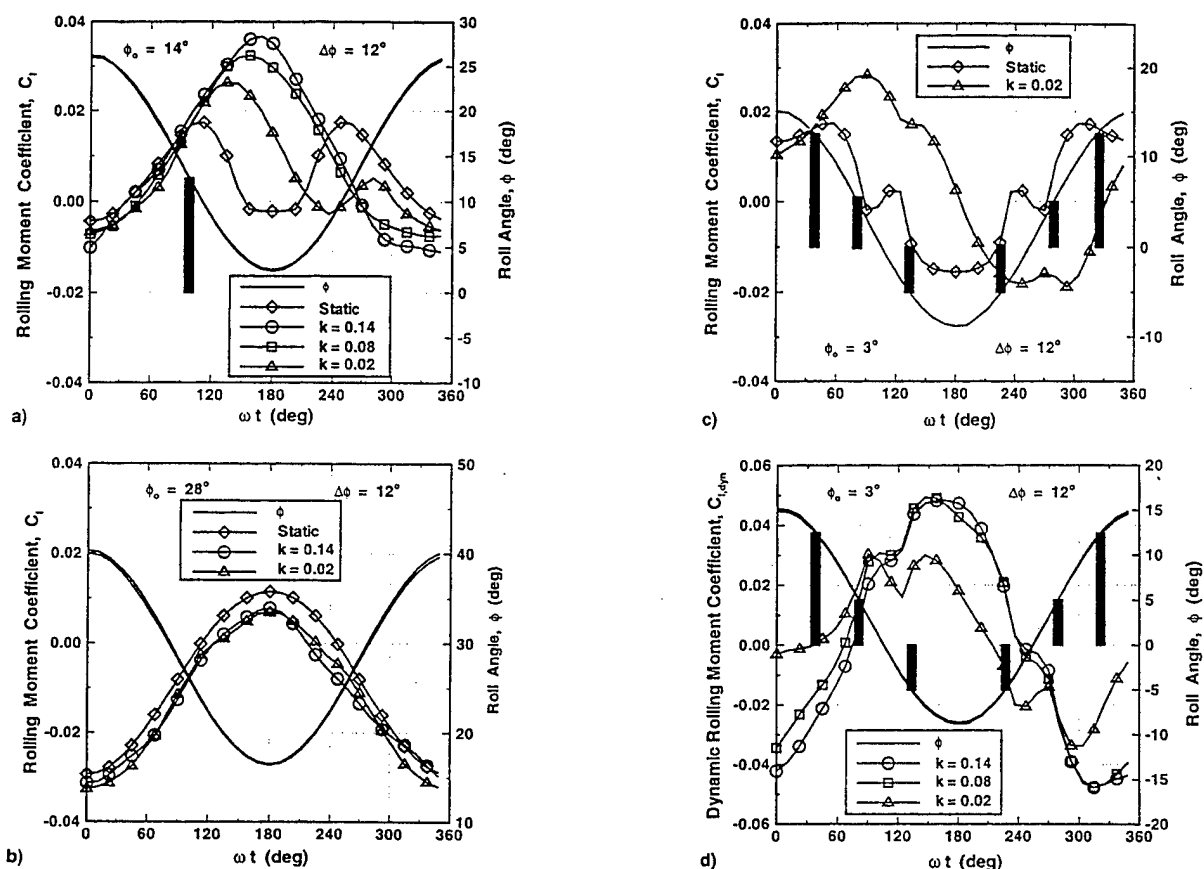 0.04
0.02
0.00
-0.02
-0.04
Rolling Moment Coefficient, C_l
ϕ_o = 14°
Δϕ = 12°
ϕ
Static
k = 0.14
k = 0.08
k = 0.02
30
25
20
15
10
5
0
-5
-10
Roll Angle, ϕ (deg)
0 60 120 180 240 300 360
ω t (deg)
a)
0.04
0.02
0.00
-0.02
-0.04
Rolling Moment Coefficient, C_l
ϕ_o = 28°
Δϕ = 12°
ϕ
Static
k = 0.14
k = 0.02
50
40
30
20
10
Roll Angle, ϕ (deg)
0 60 120 180 240 300 360
ω t (deg)
b)
0.04
0.02
0.00
-0.02
-0.04
Rolling Moment Coefficient, C_l
ϕ
Static
k = 0.02
ϕ_o = 3°
Δϕ = 12°
20
10
0
-10
Roll Angle, ϕ (deg)
0 60 120 180 240 300 360
ω t (deg)
c)
0.06
0.04
0.02
0.00
-0.02
-0.04
-0.06
Dynamic Rolling Moment Coefficient, C_l,dyn
ϕ_o = 3°
Δϕ = 12°
ϕ
k = 0.14
k = 0.08
k = 0.02
20
15
10
5
0
-5
-10
-15
-20
Roll Angle, ϕ (deg)
0 60 120 180 240 300 360
ω t (deg)
d)